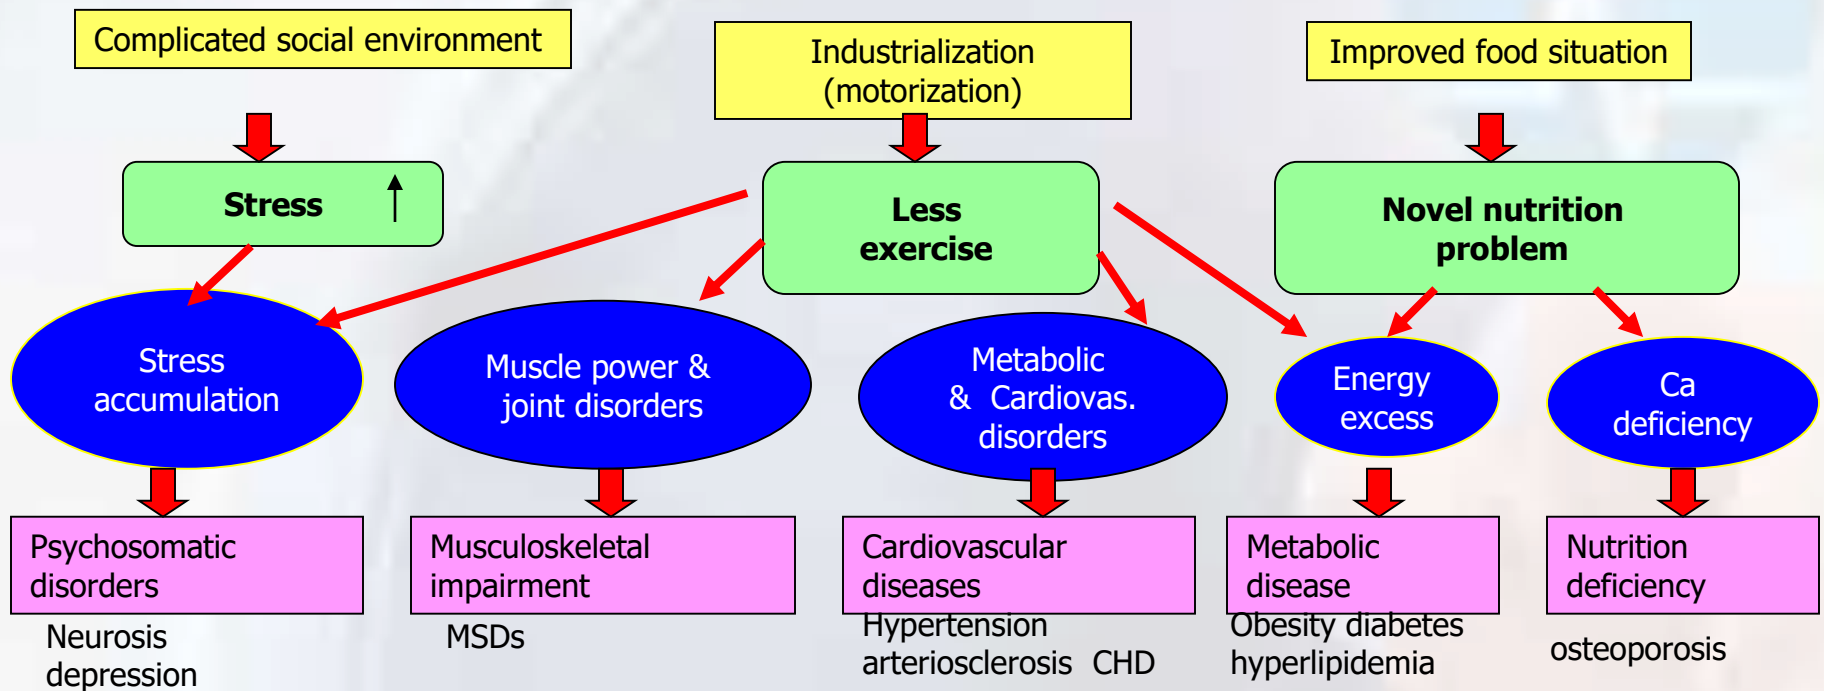 Complicated social environment
Industrialization
(motorization)
Improved food situation
Stress
Less
exercise
Novel nutrition
problem
Stress
accumulation
Muscle power &
joint disorders
Metabolic
& Cardiovas.
disorders
Energy
excess
Ca
deficiency
Psychosomatic
disorders
Musculoskeletal
impairment
Cardiovascular
diseases
Metabolic
disease
Nutrition
deficiency
Neurosis
depression
MSDs
Hypertension
arteriosclerosis CHD
Obesity diabetes
hyperlipidemia
osteoporosis